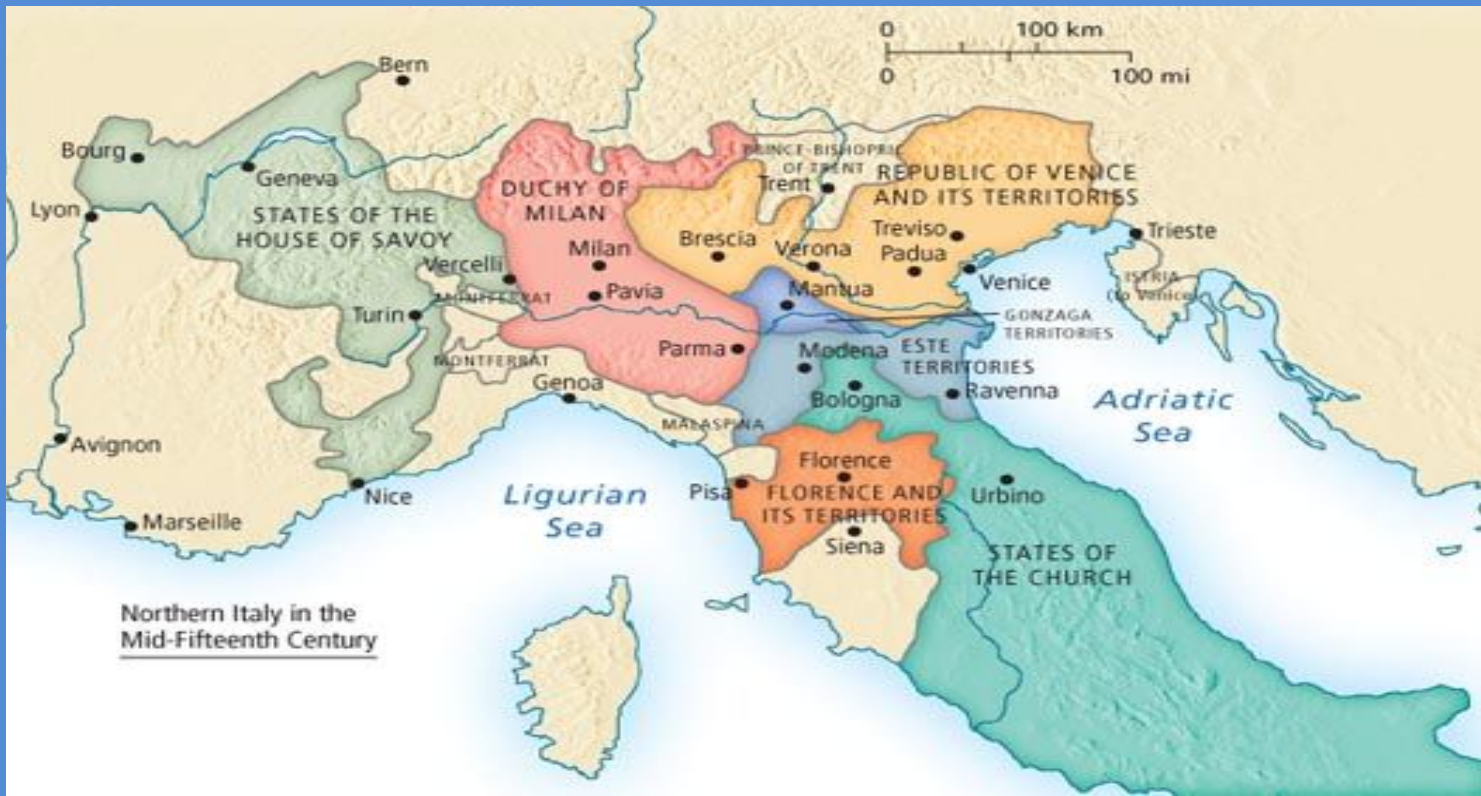 0 100 km
0 100 mi
Bern
Bourg
Geneva
Lyon
STATES OF THE
HOUSE OF SAVOY
DUCHY OF
MILAN
PRINCE-BISHOPRIC
OF TRENT
Trent
REPUBLIC OF VENICE
AND ITS TERRITORIES
Milan
Brescia
Verona
Treviso
Padua
Trieste
Vercelli
Pavia
Mantua
Venice
ISTRIA
(to Venice)
MONTFERRAT
Turin
GONZAGA
TERRITORIES
Parma
Modena
ESTE
TERRITORIES
MONTFERRAT
Genoa
Bologna
Ravenna
MALASPINA
Adriatic
Sea
Avignon
Nice
Ligurian
Sea
Pisa
Florence
FLORENCE AND
ITS TERRITORIES
Urbino
Marseille
Siena
STATES OF
THE CHURCH
Northern Italy in the
Mid-Fifteenth Century